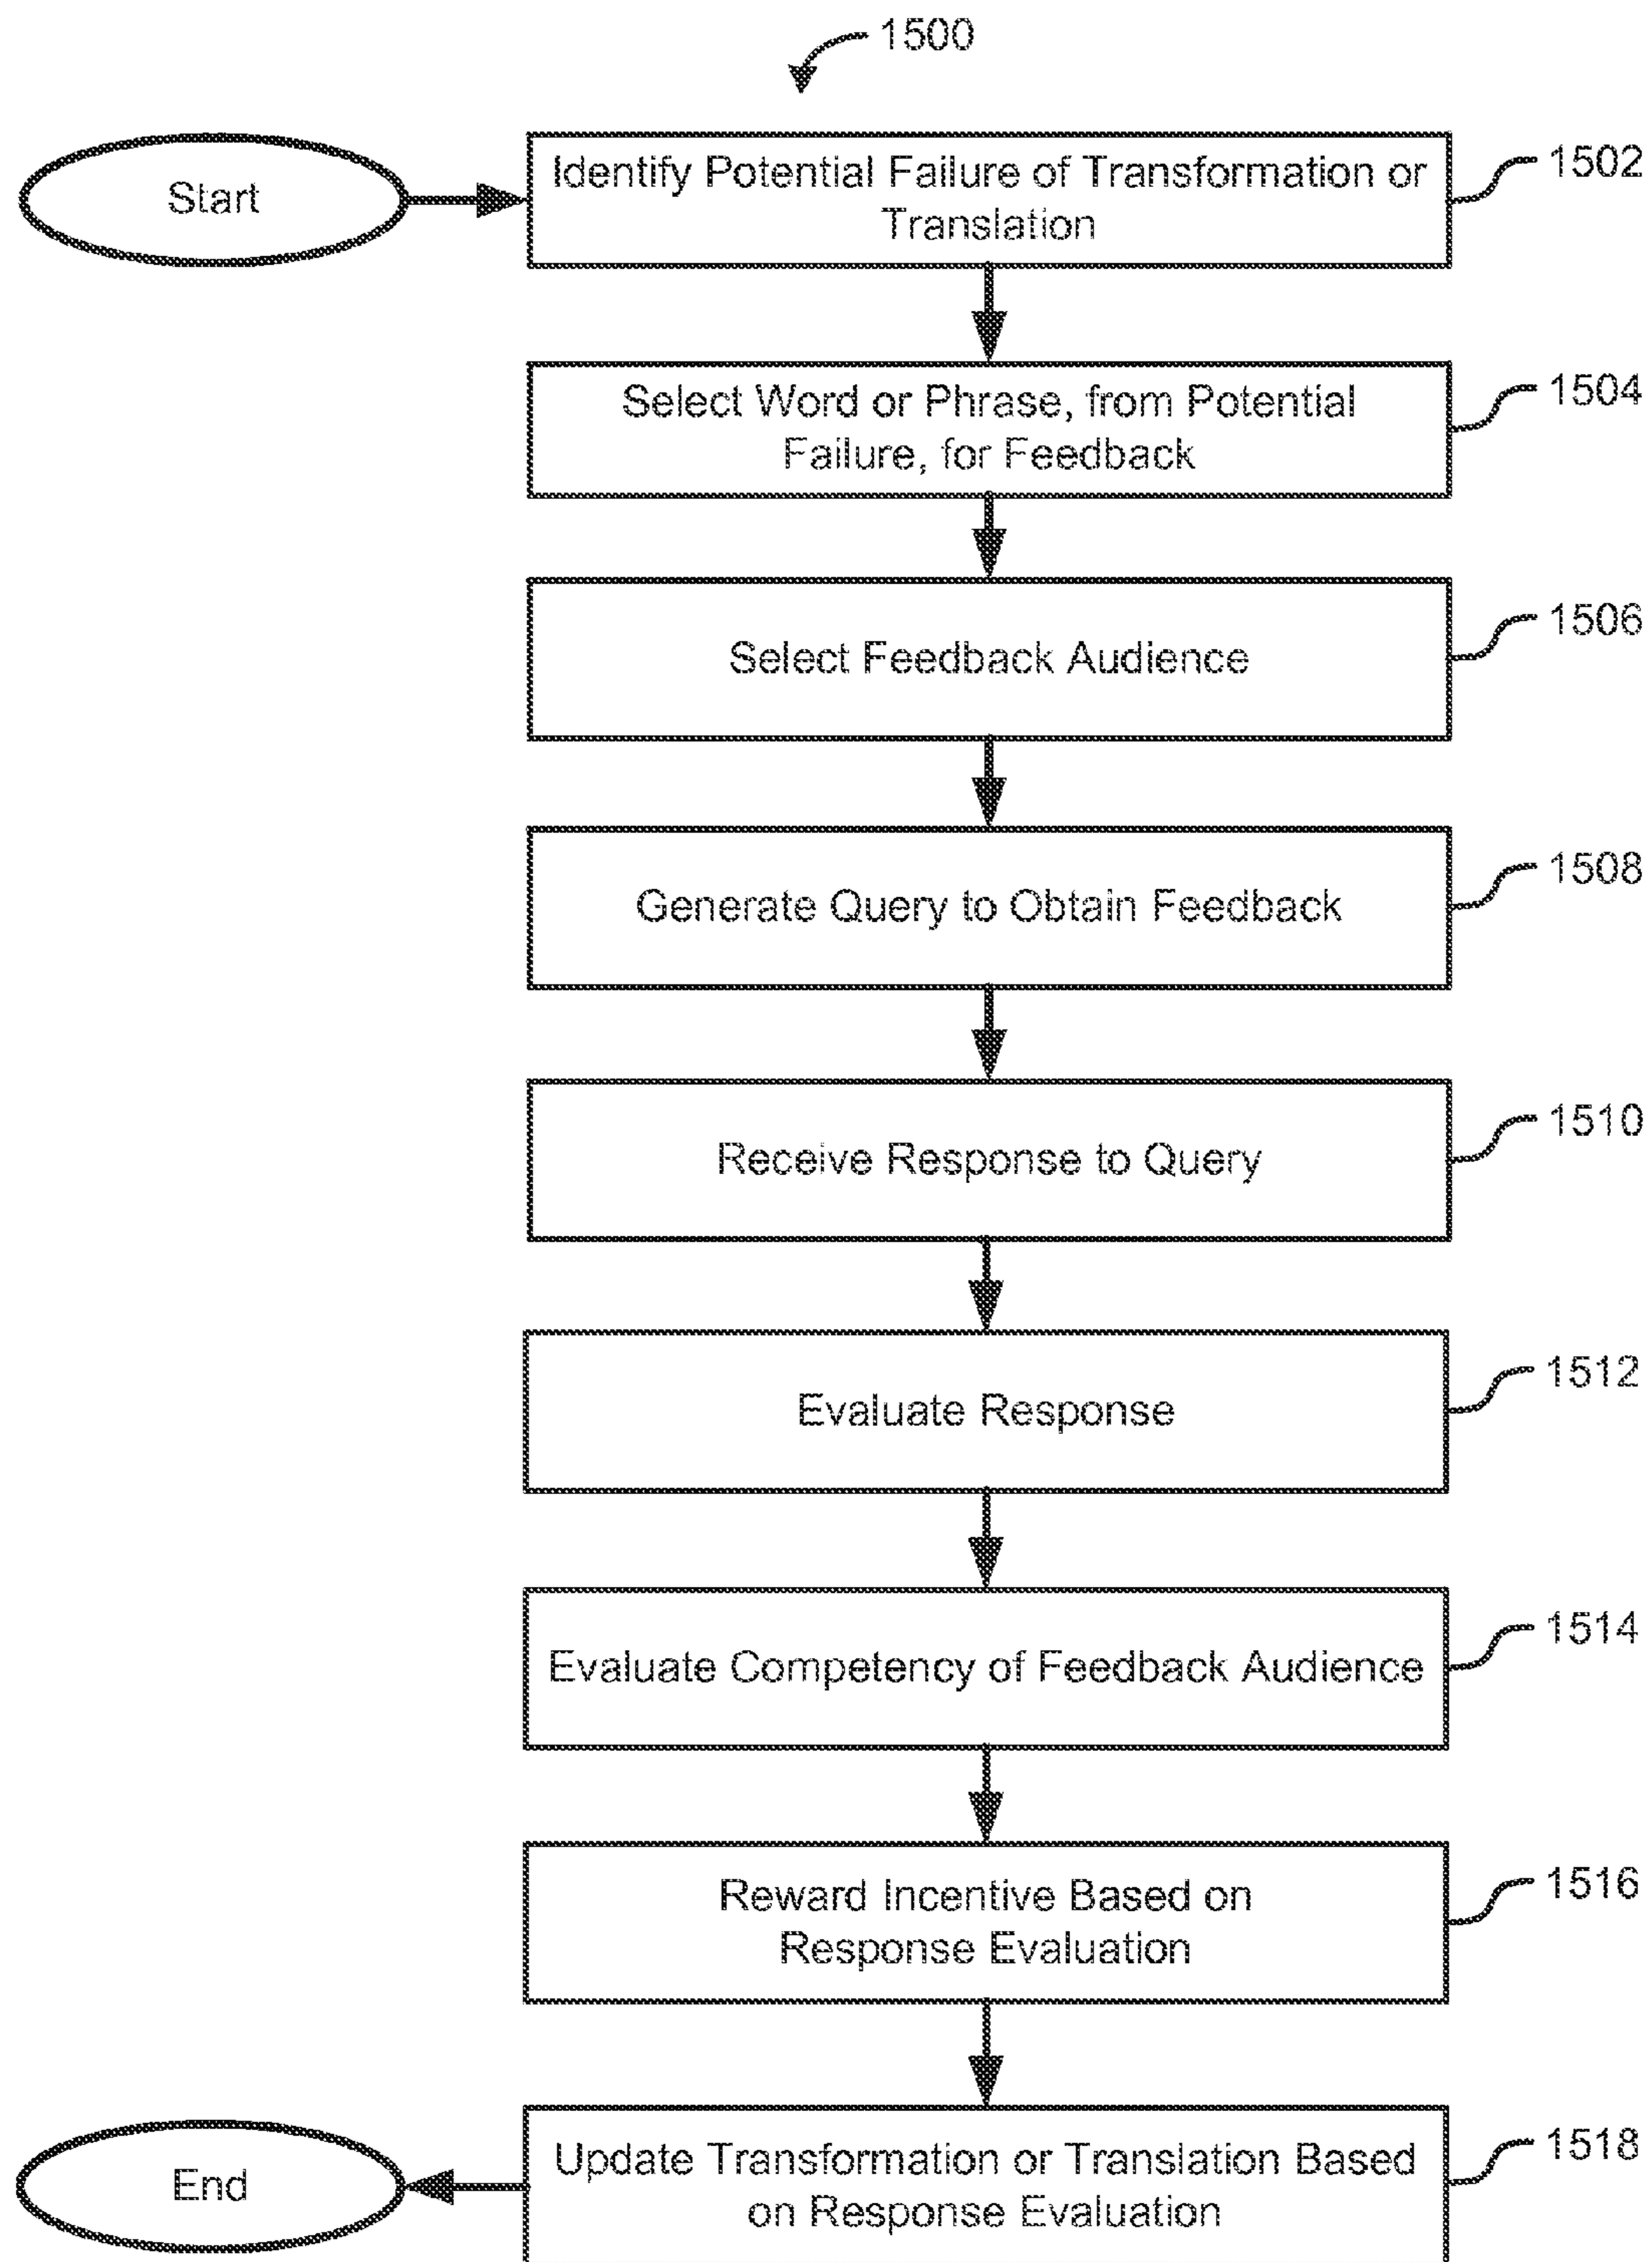 1500
Start
Identify Potential Failure of Transformation or
Translation
1502
Select Word or Phrase, from Potential
Failure, for Feedback
1504
Select Feedback Audience
1506
Generate Query to Obtain Feedback
1508
Receive Response to Query
1510
Evaluate Response
1512
Evaluate Competency of Feedback Audience
1514
Reward Incentive Based on
Response Evaluation
1516
Update Transformation or Translation Based
on Response Evaluation
1518
End